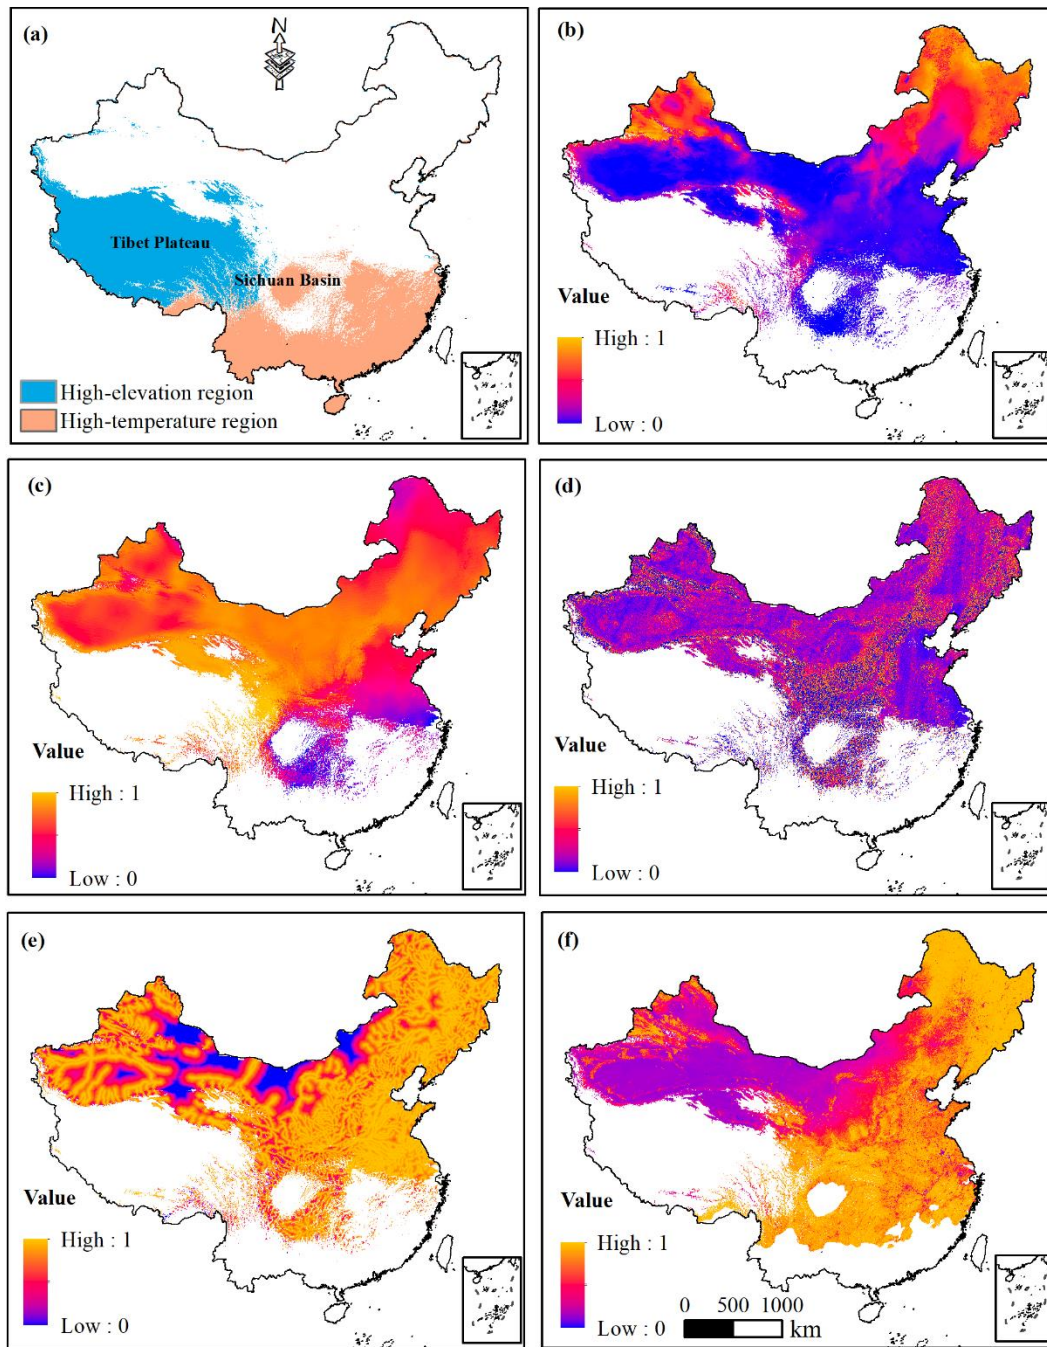 (a)
N
Tibet Plateau
Sichuan Basin
High-elevation region
High-temperature region
(b)
Value
High : 1
Low : 0
(c)
Value
High : 1
Low : 0
(d)
Value
High : 1
Low : 0
(e)
Value
High : 1
Low : 0
(f)
Value
High : 1
Low : 0
0 500 1000
km